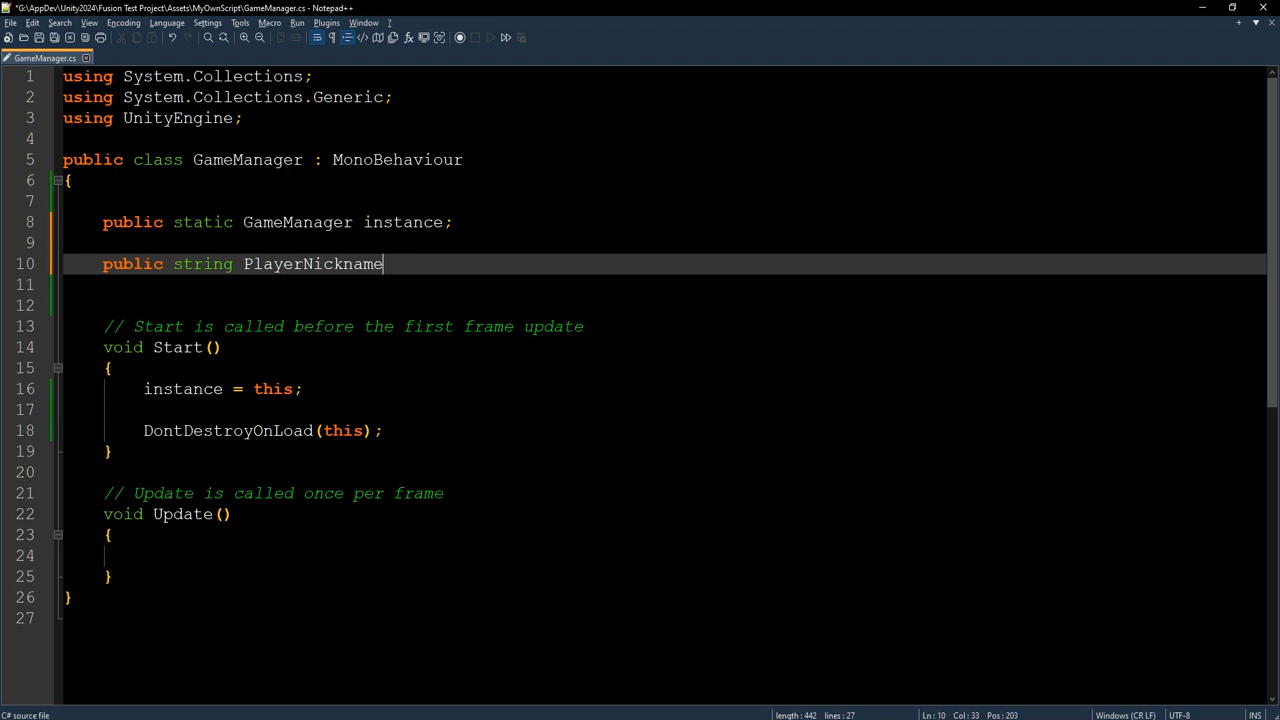 *G:\AppDev\Unity2024\Fusion Test Project\Assets\MyOwnScript\GameManager.cs - Notepad++
File Edit Search View Encoding Language Settings Tools Macro Run Plugins Window ?
GameManager.cs
1 using System.Collections;
2 using System.Collections.Generic;
3 using UnityEngine;
4
5 public class GameManager : MonoBehaviour
6 {
7
8 public static GameManager instance;
9
10 public string PlayerNickname
11
12
13 // Start is called before the first frame update
14 void Start()
15 {
16 instance = this;
17
18 DontDestroyOnLoad(this);
19 }
20
21 // Update is called once per frame
22 void Update()
23 {
24
25 }
26 }
27
C# source file length : 442 lines : 27 Ln : 10 Col : 33 Pos : 203 Windows (CR LF) UTF-8 INS